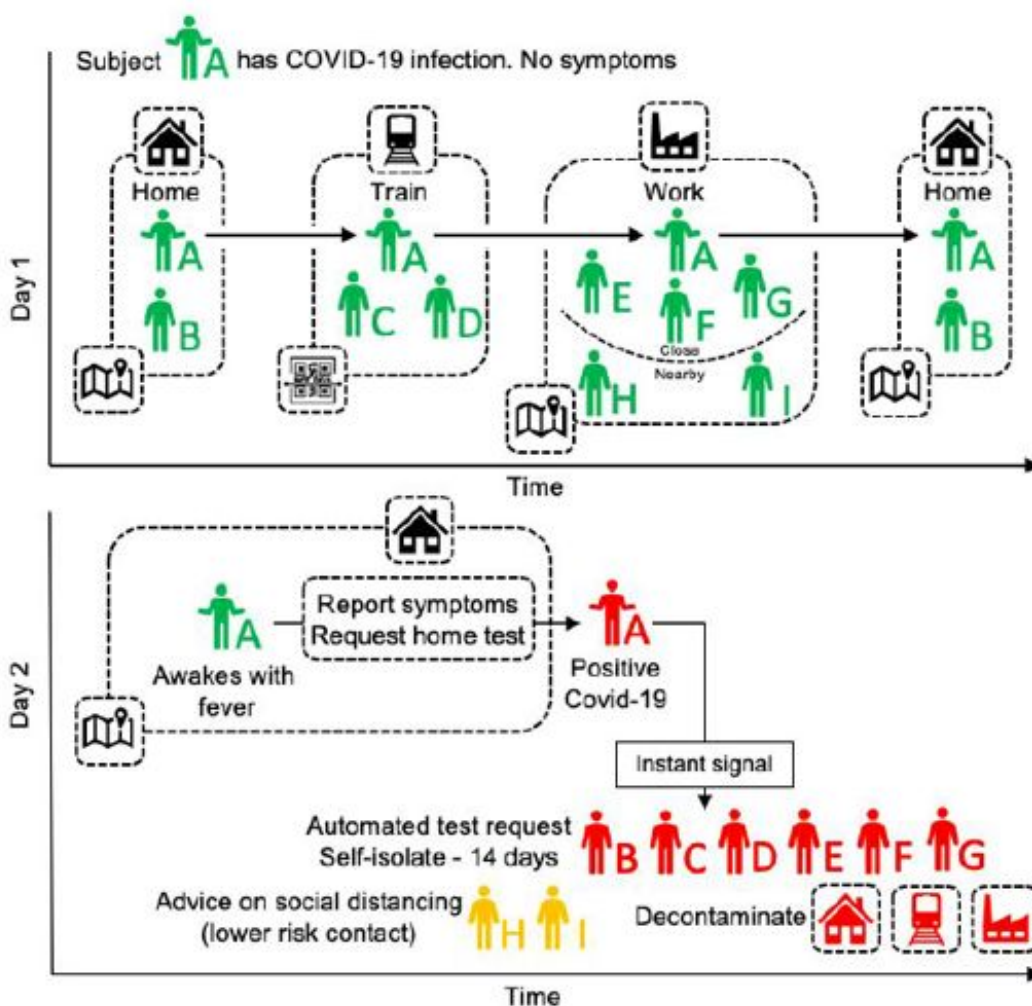 Subject A has COVID-19 infection. No symptoms
Home
Train
Work
Home
A
A
A
A
B
C
D
E
F
G
B
Close
Nearby
H
I
Day 1
Time
A
Awakes with
fever
Report symptoms
Request home test
A
Positive
Covid-19
Instant signal
Automated test request
Self-isolate - 14 days
B C D E F G
Advice on social distancing
(lower risk contact)
H I
Decontaminate
Day 2
Time